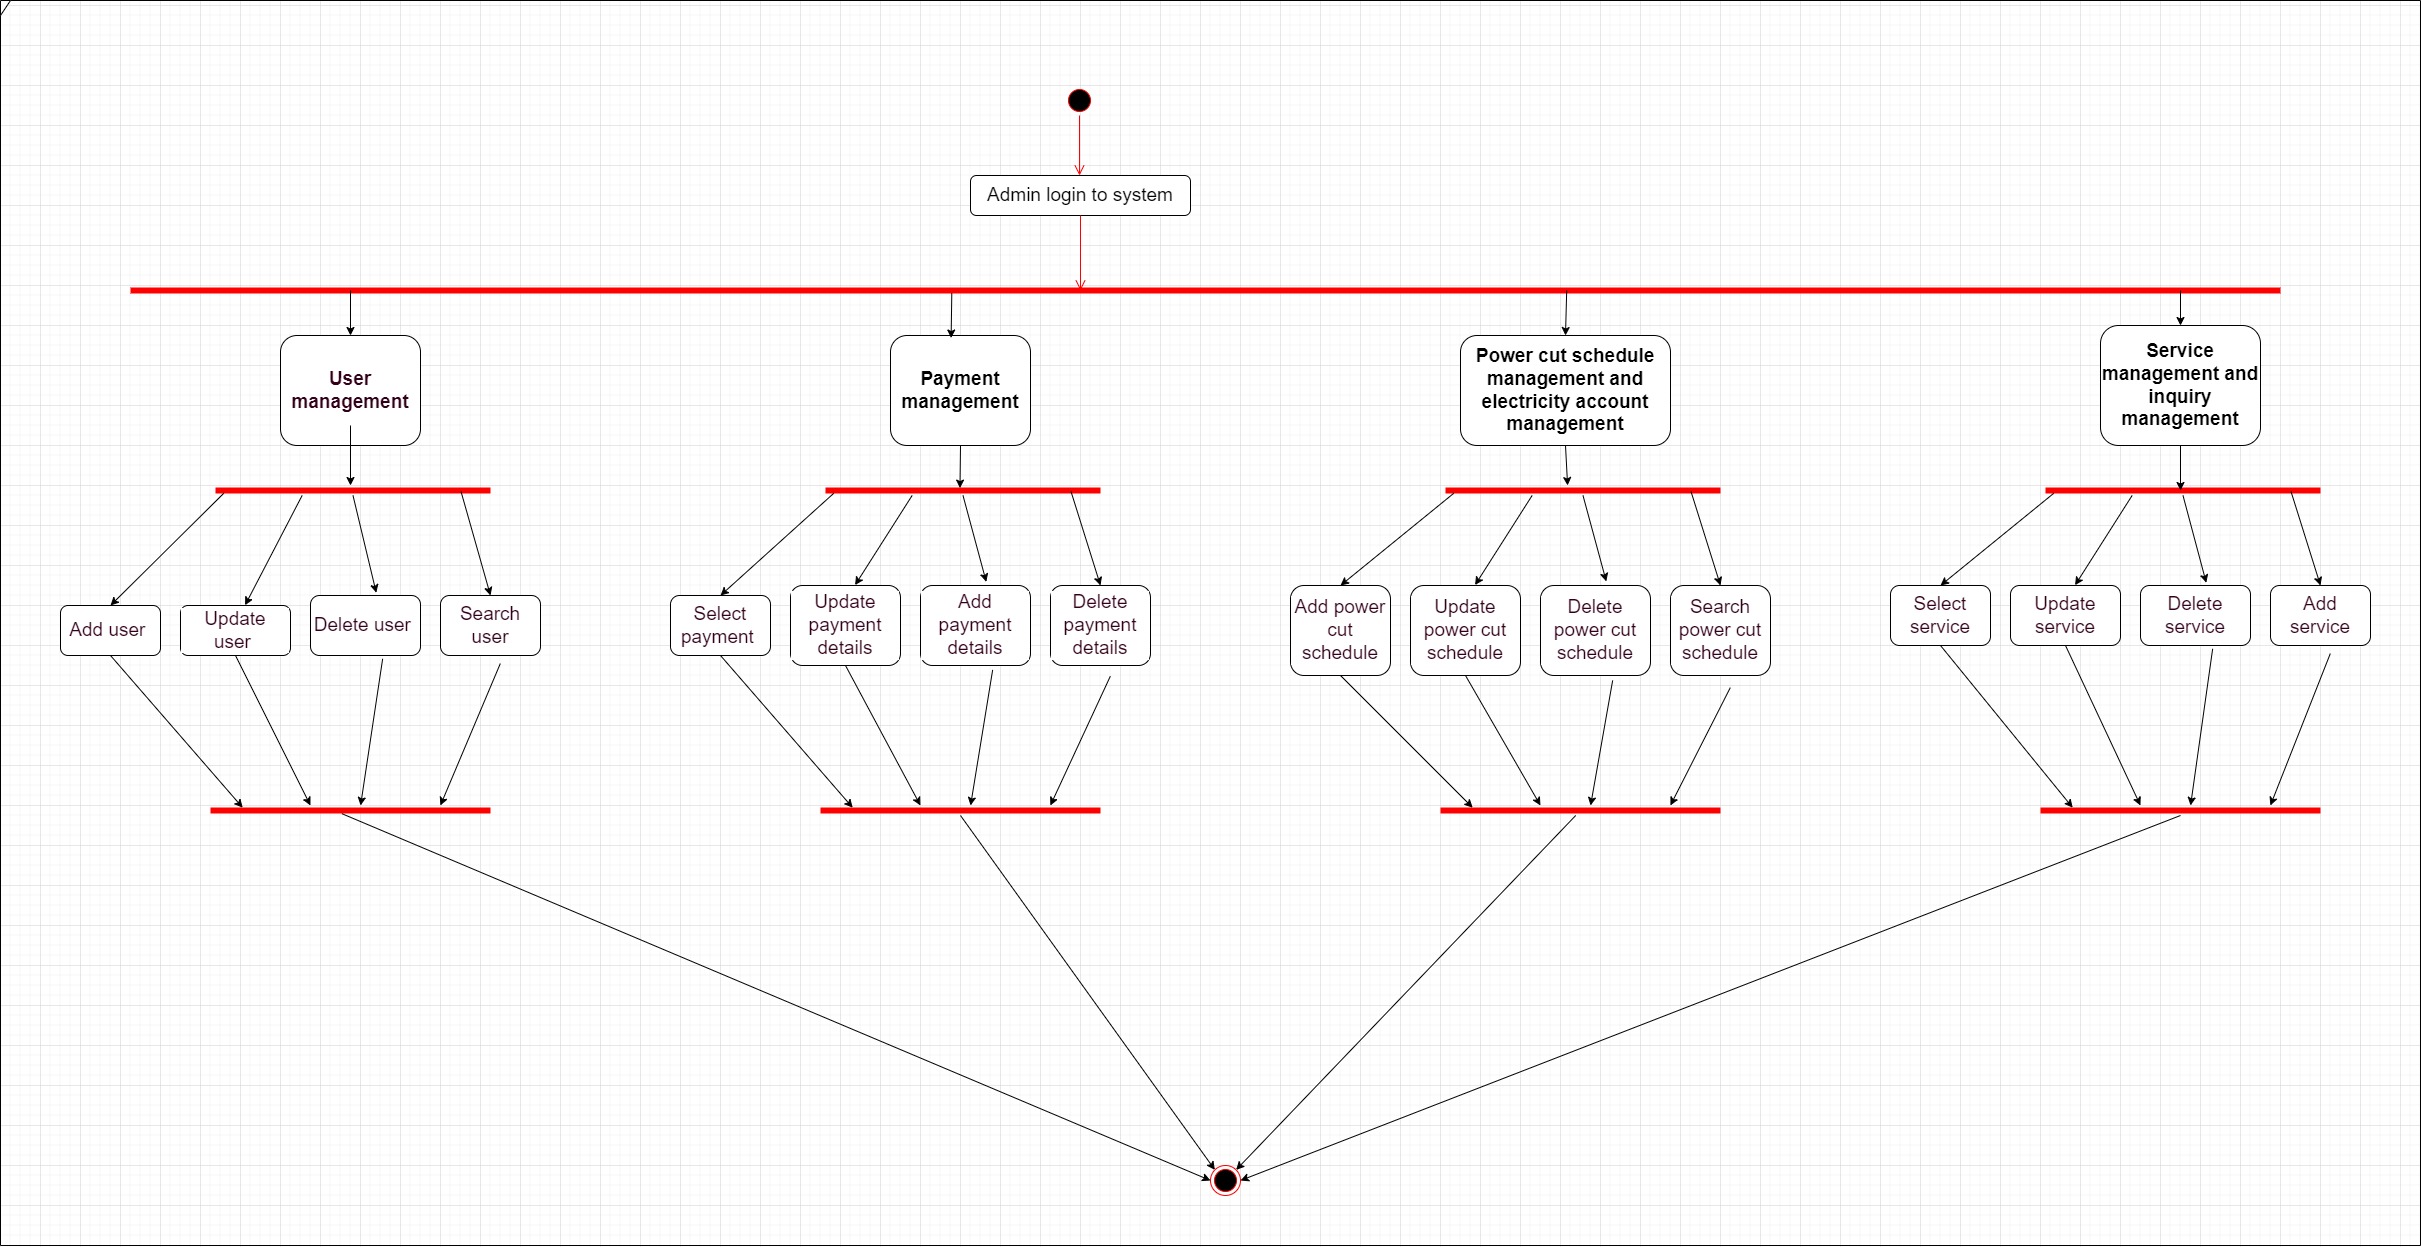 Admin login to system
User
management
Payment
management
Power cut schedule
management and
electricity account
management
Service
management and
inquiry
management
Add user
Update
user
Delete user
Search
user
Select
payment
Update
payment
details
Add
payment
details
Delete
payment
details
Add power
cut
schedule
Update
power cut
schedule
Delete
power cut
schedule
Search
power cut
schedule
Select
service
Update
service
Delete
service
Add
service